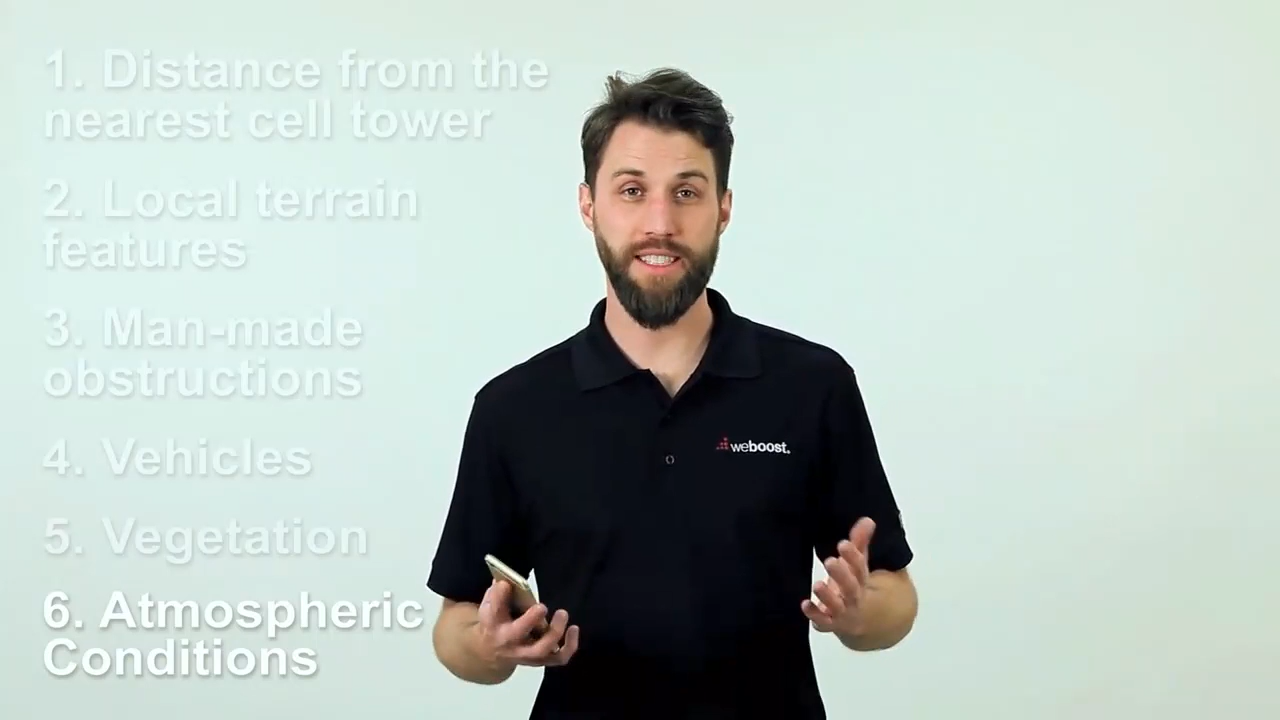 1. Distance from the
nearest cell tower
2. Local terrain
features
3. Man-made
obstructions
4. Vehicles
5. Vegetation
6. Atmospheric
Conditions
weboost.